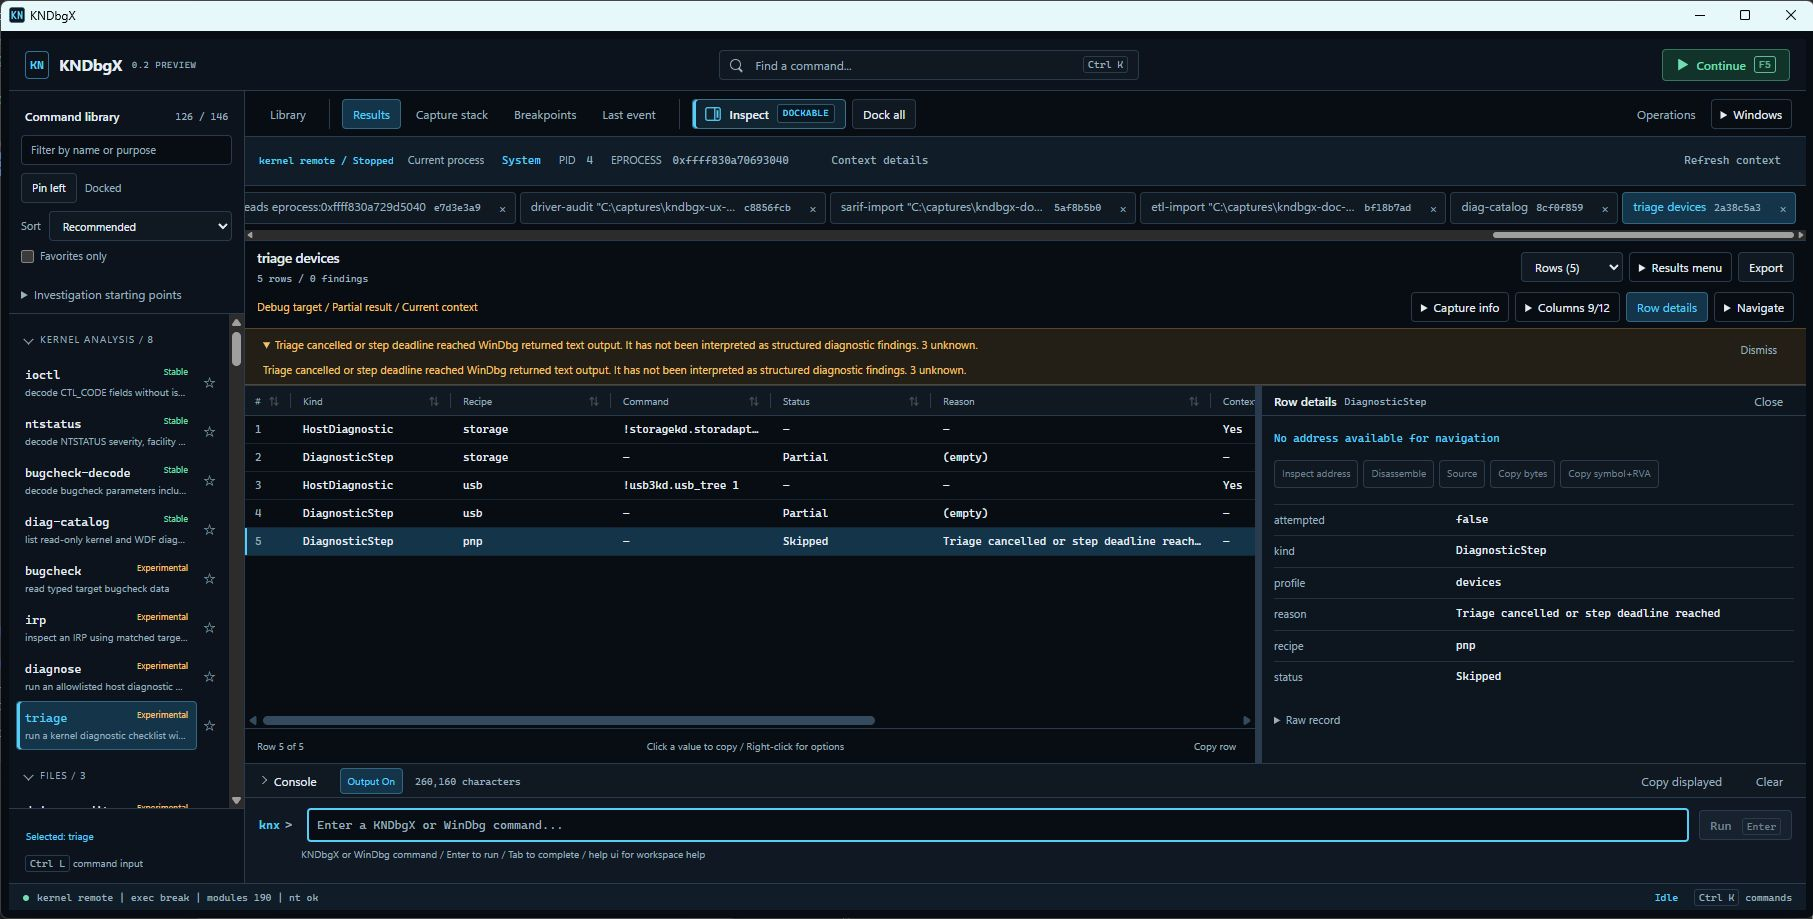 KN KNDbgX
KN KNDbgX 0.2 PREVIEW
Find a command... Ctrl K
Continue F5
Command library 126 / 146
Filter by name or purpose
Pin left Docked
Sort Recommended
Favorites only
Investigation starting points
KERNEL ANALYSIS / 8
ioctl Stable
decode CTL_CODE fields without is...
ntstatus Stable
decode NTSTATUS severity, facility ...
bugcheck-decode Stable
decode bugcheck parameters inclu...
diag-catalog Stable
list read-only kernel and WDF diag...
bugcheck Experimental
read typed target bugcheck data
irp Experimental
inspect an IRP using matched targe...
diagnose Experimental
run an allowlisted host diagnostic ...
triage Experimental
run a kernel diagnostic checklist wi...
FILES / 3
Experimental
Selected: triage
Ctrl L command input
Library Results Capture stack Breakpoints Last event Inspect DOCKABLE Dock all Operations Windows
kernel remote / Stopped Current process System PID 4 EPROCESS 0xffff830a70693040 Context details Refresh context
eads eprocess:0xffff830a729d5040 e7d3e3a9 × driver-audit "C:\captures\kndbgx-ux-... c8856fcb × sarif-import "C:\captures\kndbgx-do... 5af8b5b0 × etl-import "C:\captures\kndbgx-doc-... bf18b7ad × diag-catalog 8cf0f859 × triage devices 2a38c5a3 ×
triage devices
5 rows / 0 findings
Rows (5) Results menu Export
Debug target / Partial result / Current context
Capture info Columns 9/12 Row details Navigate
Triage cancelled or step deadline reached WinDbg returned text output. It has not been interpreted as structured diagnostic findings. 3 unknown.
Dismiss
Triage cancelled or step deadline reached WinDbg returned text output. It has not been interpreted as structured diagnostic findings. 3 unknown.
# Kind Recipe Command Status Reason Contex
1 HostDiagnostic storage !storagekd.storadapt... — — Yes
2 DiagnosticStep storage — Partial (empty) —
3 HostDiagnostic usb !usb3kd.usb_tree 1 — — Yes
4 DiagnosticStep usb — Partial (empty) —
5 DiagnosticStep pnp — Skipped Triage cancelled or step deadline reach... —
Row 5 of 5 Click a value to copy / Right-click for options Copy row
Row details DiagnosticStep Close
No address available for navigation
Inspect address Disassemble Source Copy bytes Copy symbol+RVA
attempted false
kind DiagnosticStep
profile devices
reason Triage cancelled or step deadline reached
recipe pnp
status Skipped
Raw record
Console Output On 260,160 characters Copy displayed Clear
knx > Enter a KNDbgX or WinDbg command... Run Enter
KNDbgX or WinDbg command / Enter to run / Tab to complete / help ui for workspace help
kernel remote | exec break | modules 190 | nt ok Idle Ctrl K commands